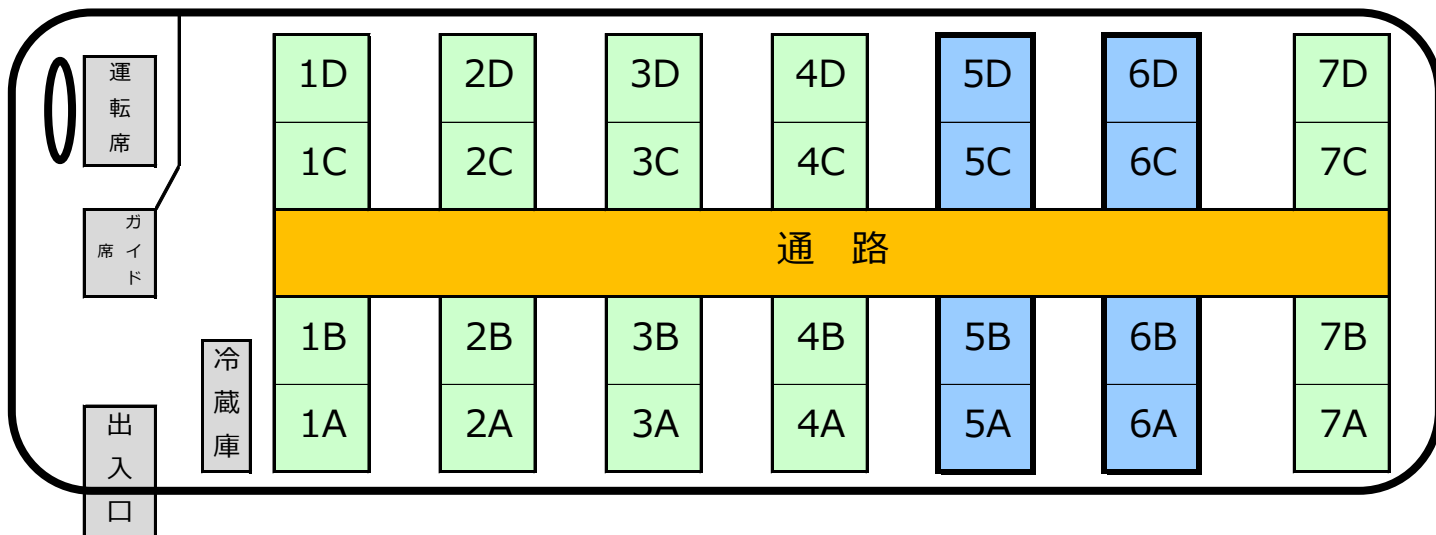 運転席
1D 2D 3D 4D 5D 6D 7D
1C 2C 3C 4C 5C 6C 7C
ガイド席
通 路
1B 2B 3B 4B 5B 6B 7B
冷蔵庫
1A 2A 3A 4A 5A 6A 7A
出入口